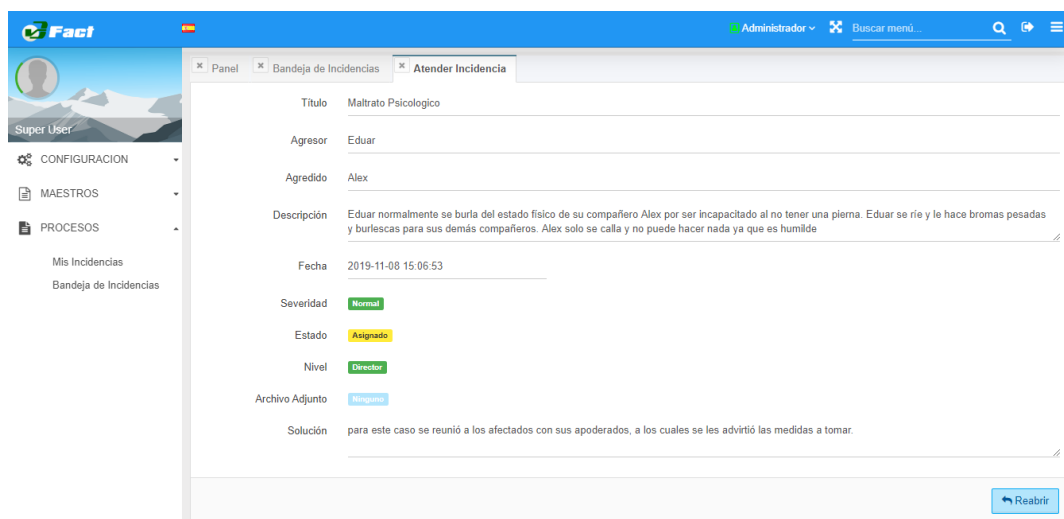 Fact
Administrador
Buscar menú...
Panel
Bandeja de Incidencias
Atender Incidencia
Super User
CONFIGURACION
MAESTROS
PROCESOS
Mis Incidencias
Bandeja de Incidencias
Título Maltrato Psicologico
Agresor Eduar
Agredido Alex
Descripción Eduar normalmente se burla del estado físico de su compañero Alex por ser incapacitado al no tener una pierna. Eduar se ríe y le hace bromas pesadas
y burlescas para sus demás compañeros. Alex solo se calla y no puede hacer nada ya que es humilde
Fecha 2019-11-08 15:06:53
Severidad Normal
Estado Asignado
Nivel Director
Archivo Adjunto Ninguno
Solución para este caso se reunió a los afectados con sus apoderados, a los cuales se les advirtió las medidas a tomar.
Reabrir